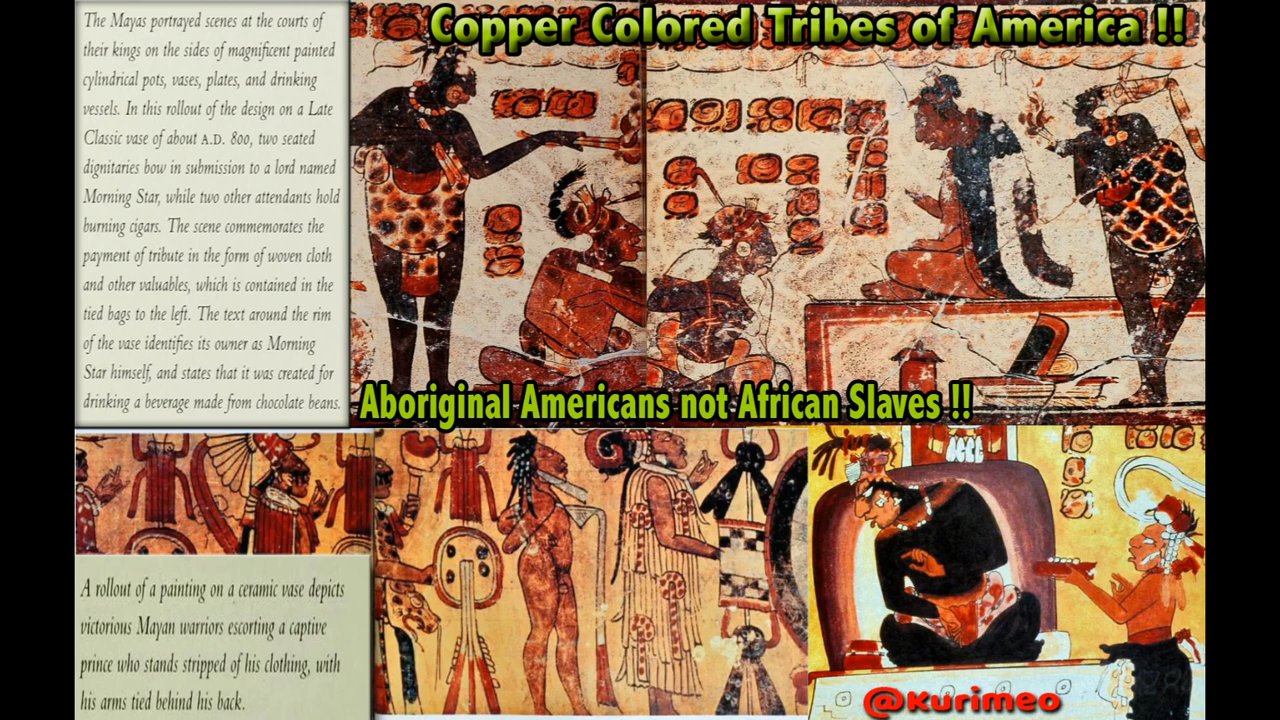 Copper Colored Tribes of America !!
The Mayas portrayed scenes at the courts of
their kings on the sides of magnificent painted
cylindrical pots, vases, plates, and drinking
vessels. In this rollout of the design on a Late
Classic vase of about A.D. 800, two seated
dignitaries bow in submission to a lord named
Morning Star, while two other attendants hold
burning cigars. The scene commemorates the
payment of tribute in the form of woven cloth
and other valuables, which is contained in the
tied bags to the left. The text around the rim
of the vase identifies its owner as Morning
Star himself, and states that it was created for
drinking a beverage made from chocolate beans.
Aboriginal Americans not African Slaves !!
A rollout of a painting on a ceramic vase depicts
victorious Mayan warriors escorting a captive
prince who stands stripped of his clothing, with
his arms tied behind his back.
@Kurimeo